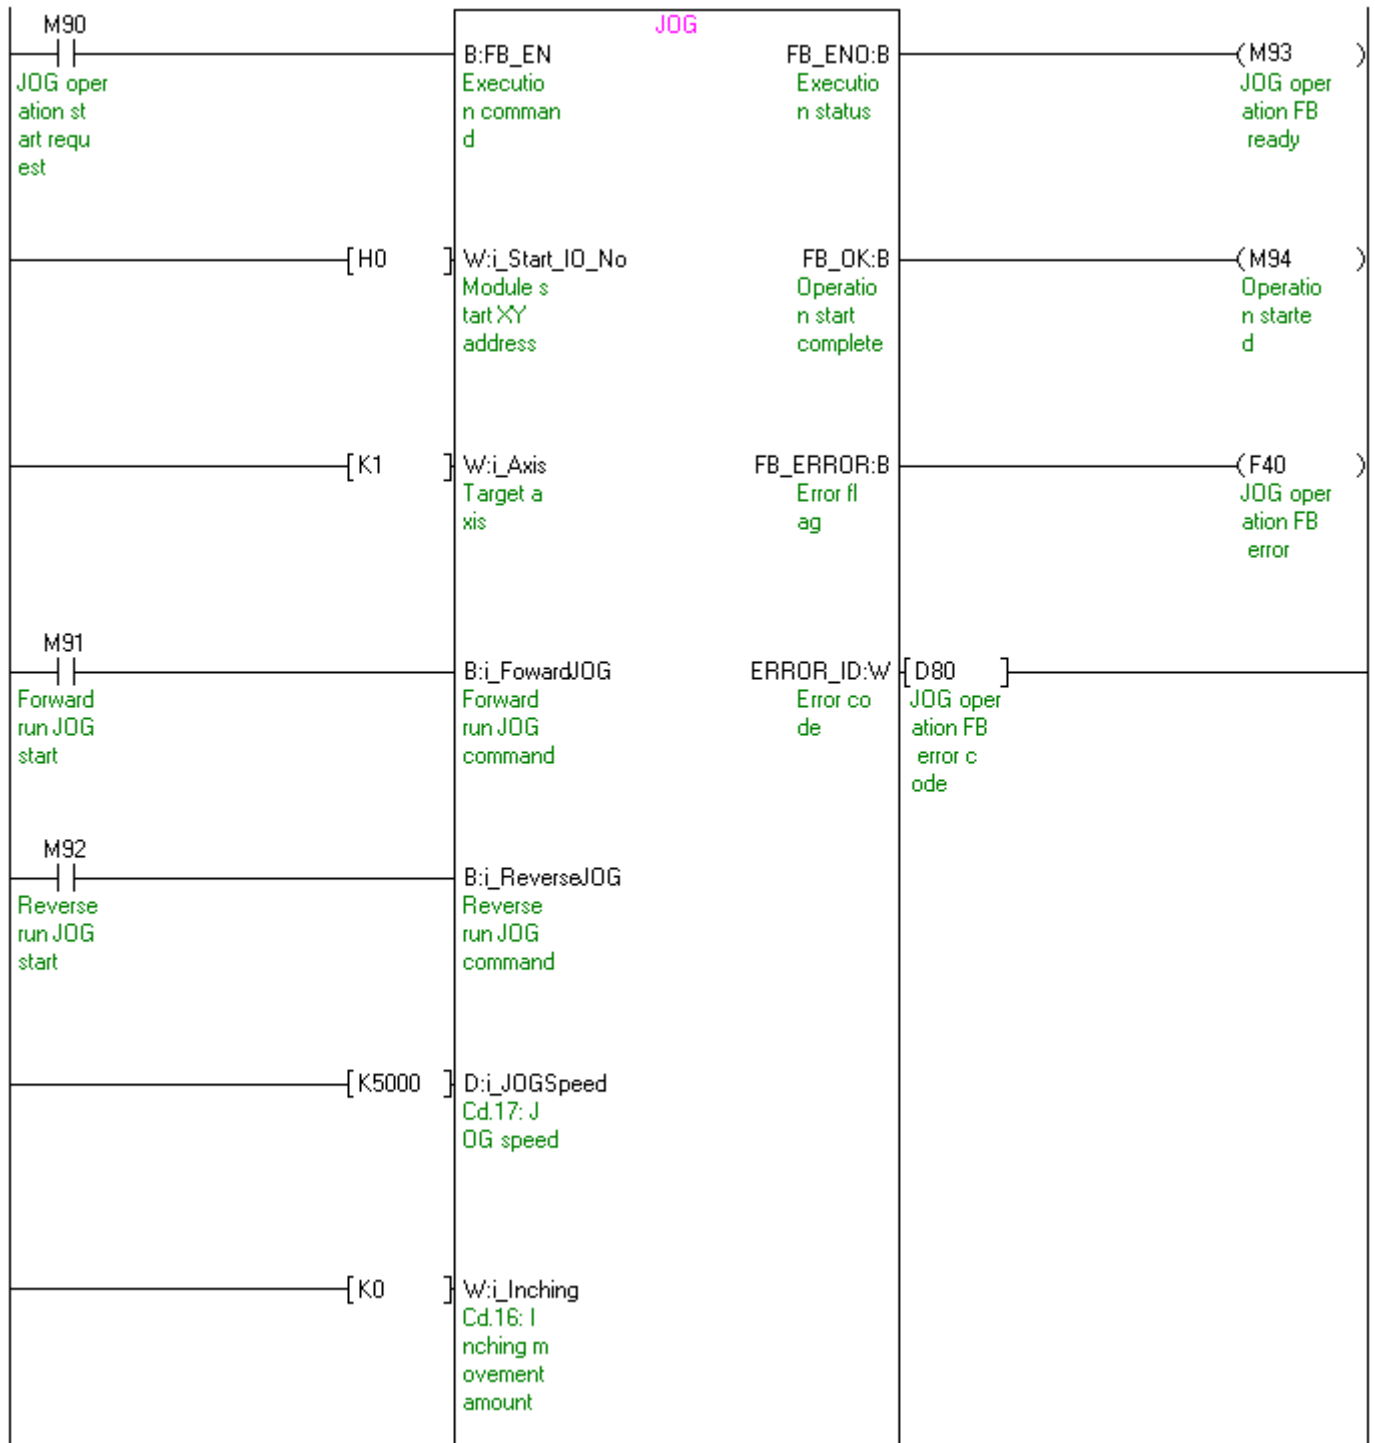 JOG
M90
B:FB_EN
FB_ENO:B
(M93 )
JOG oper
ation st
art requ
est
Executio
n comman
d
Executio
n status
JOG oper
ation FB
ready
[H0 ]
W:i_Start_IO_No
FB_OK:B
(M94 )
Module s
tart XY
address
Operatio
n start
complete
Operatio
n starte
d
[K1 ]
W:i_Axis
FB_ERROR:B
(F40 )
Target a
xis
Error fl
ag
JOG oper
ation FB
error
M91
B:i_FowardJOG
ERROR_ID:W
[D80 ]
Forward
run JOG
start
Forward
run JOG
command
Error co
de
JOG oper
ation FB
error c
ode
M92
B:i_ReverseJOG
Reverse
run JOG
start
Reverse
run JOG
command
[K5000 ]
D:i_JOGSpeed
Cd.17: J
OG speed
[K0 ]
W:i_Inching
Cd.16: I
nching m
ovement
amount